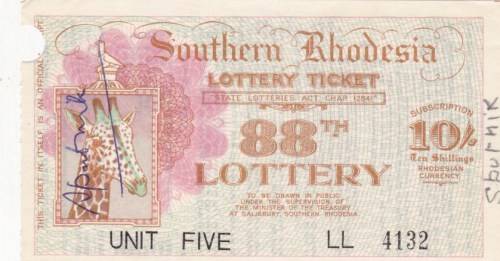 Southern Rhodesia
LOTTERY TICKET
STATE LOTTERIES ACT, CHAP. 128
88TH
LOTTERY
TO BE DRAWN IN PUBLIC
UNDER THE SUPERVISION OF
THE MINISTER OF THE TREASURY
AT SALISBURY, SOUTHERN RHODESIA
SUBSCRIPTION
10/-
Ten Shillings
RHODESIAN
CURRENCY
UNIT FIVE
LL 4132
THIS TICKET IN ITSELF IS AN OFFICIAL
SPUTNIK